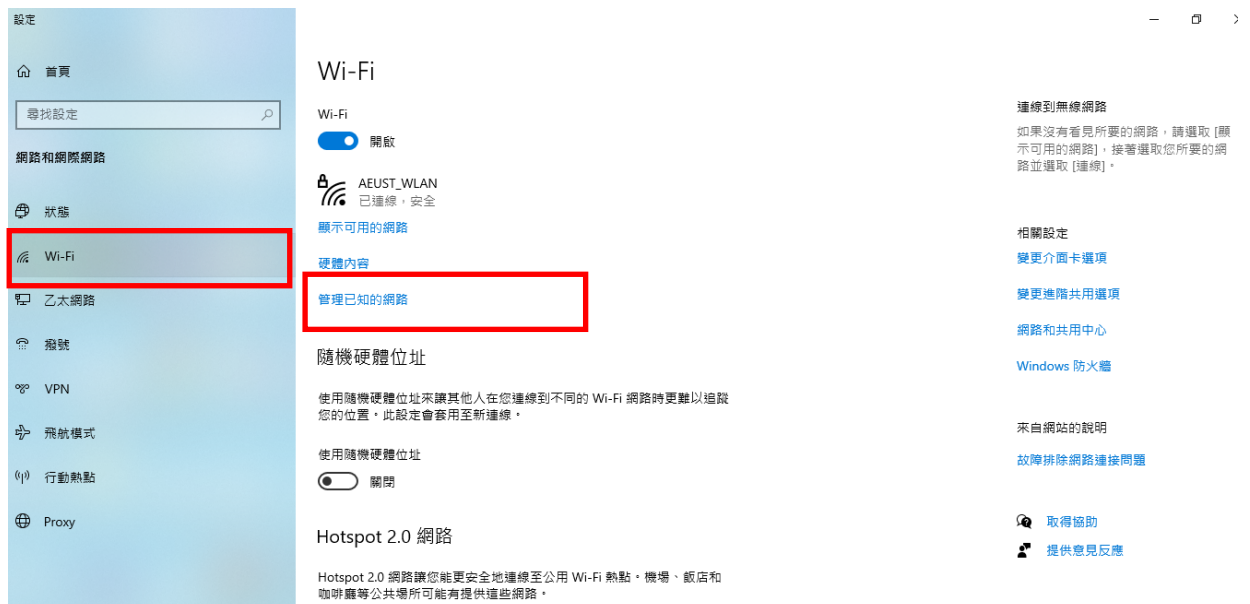 設定
首頁
尋找設定
網路和網際網路
狀態
Wi-Fi
乙太網路
撥號
VPN
飛航模式
行動熱點
Proxy
Wi-Fi
Wi-Fi
開啟
AEUST_WLAN
已連線，安全
顯示可用的網路
硬體內容
管理已知的網路
隨機硬體位址
使用隨機硬體位址來讓其他人在您連線到不同的 Wi-Fi 網路時更難以追蹤
您的位置。此設定會套用至新連線。
使用隨機硬體位址
關閉
Hotspot 2.0 網路
Hotspot 2.0 網路讓您能更安全地連線至公用 Wi-Fi 熱點。機場、飯店和
咖啡廳等公共場所可能有提供這些網路。
連線到無線網路
如果沒有看見所要的網路，請選取 [顯
示可用的網路]，接著選取您所要的網
路並選取 [連線]。
相關設定
變更介面卡選項
變更進階共用選項
網路和共用中心
Windows 防火牆
來自網站的說明
故障排除網路連接問題
取得協助
提供意見反應